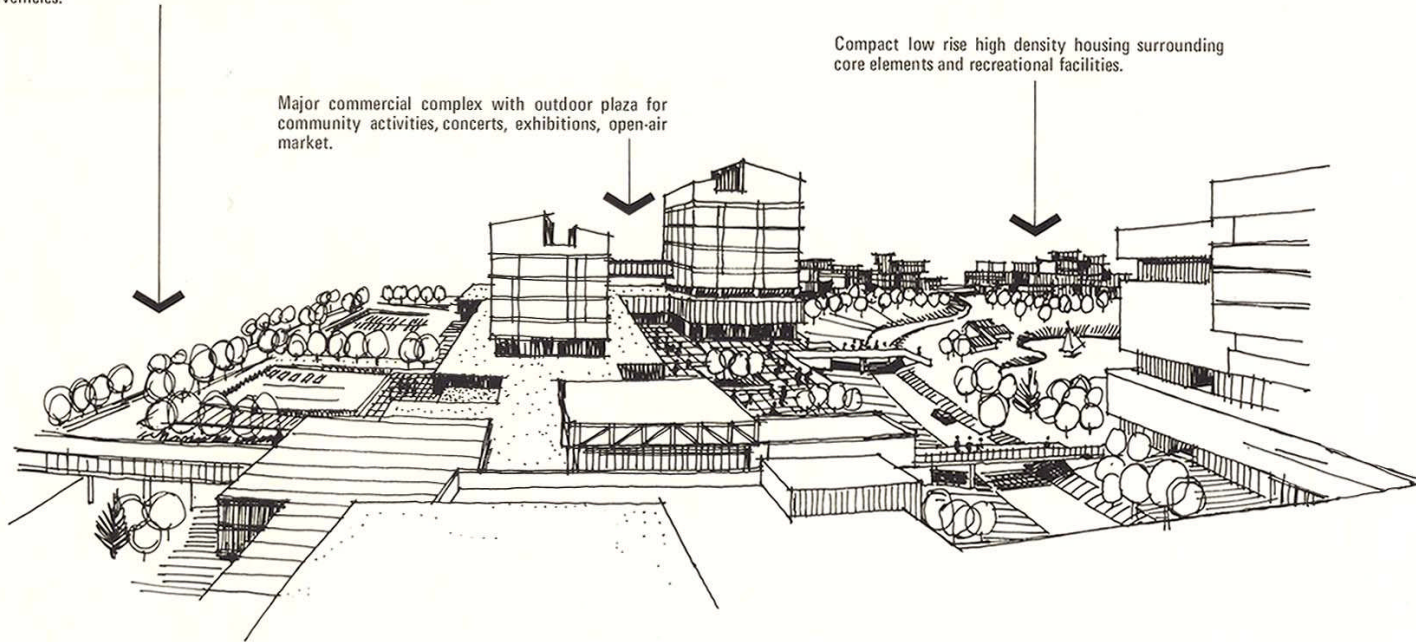 vehicles.
Compact low rise high density housing surrounding
core elements and recreational facilities.
Major commercial complex with outdoor plaza for
community activities, concerts, exhibitions, open-air
market.